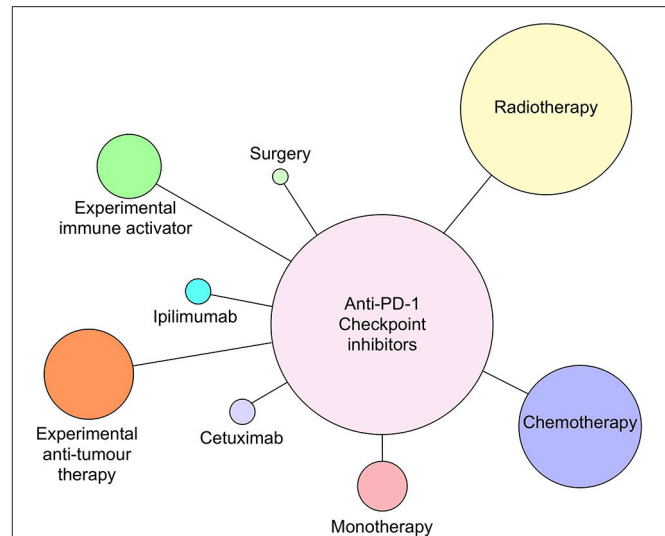 Radiotherapy
Surgery
Experimental
immune activator
Anti-PD-1
Checkpoint
inhibitors
Ipilimumab
Experimental
anti-tumour
therapy
Cetuximab
Chemotherapy
Monotherapy